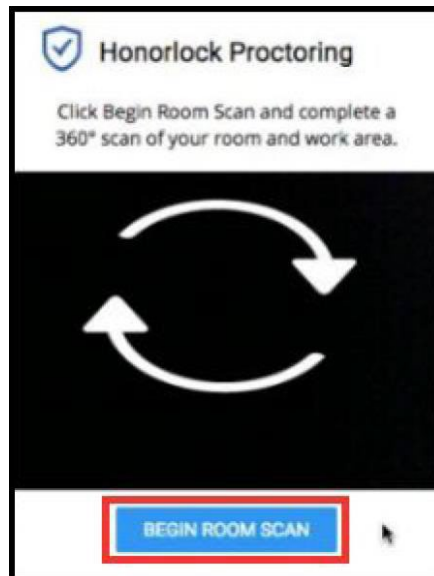 Honorlock Proctoring
Click Begin Room Scan and complete a
360° scan of your room and work area.
BEGIN ROOM SCAN